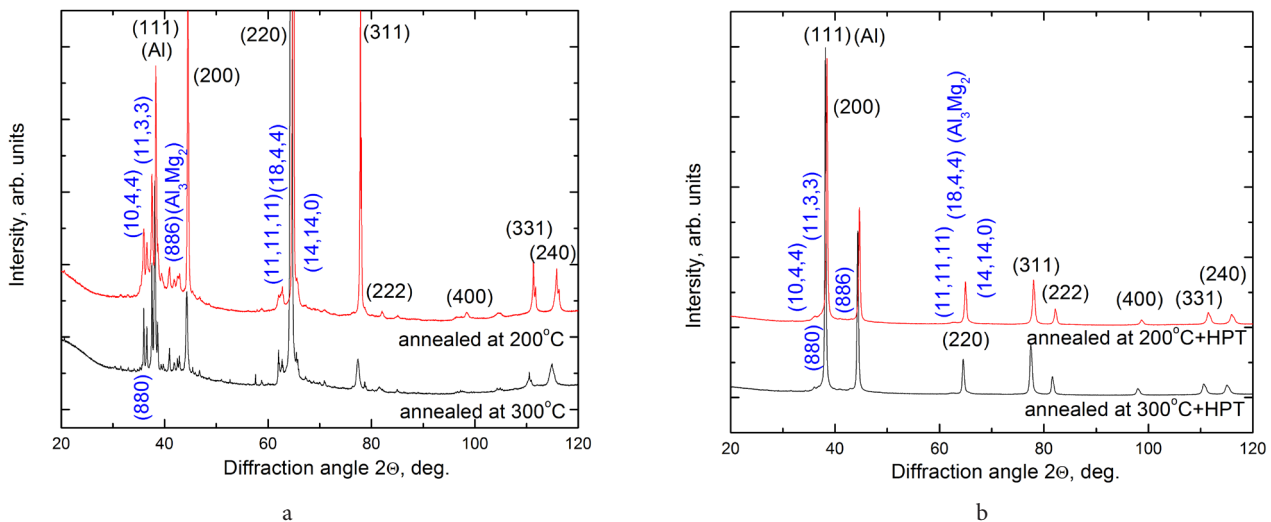 Intersity, arb. units
(111)
(Al)
(200)
(220)
(311)
(10,4,4)
(11,3,3)
(886)(Al3Mg2)
(11,11,11)(18,4,4)
(14,14,0)
(222)
(400)
(331)
(240)
annealed at 200°C
(880)
annealed at 300°C
20 40 60 80 100 120
Diffraction angle 2Θ, deg.
a
Intersity, arb. units
(111) (Al)
(200)
(10,4,4)
(11,3,3)
(886)
(11,11,11)
(18,4,4) (Al3Mg2)
(14,14,0)
(311)
(222)
(400)
(331)
(240)
(880)
(220)
annealed at 200°C+HPT
annealed at 300°C+HPT
20 40 60 80 100 120
Diffraction angle 2Θ, deg.
b